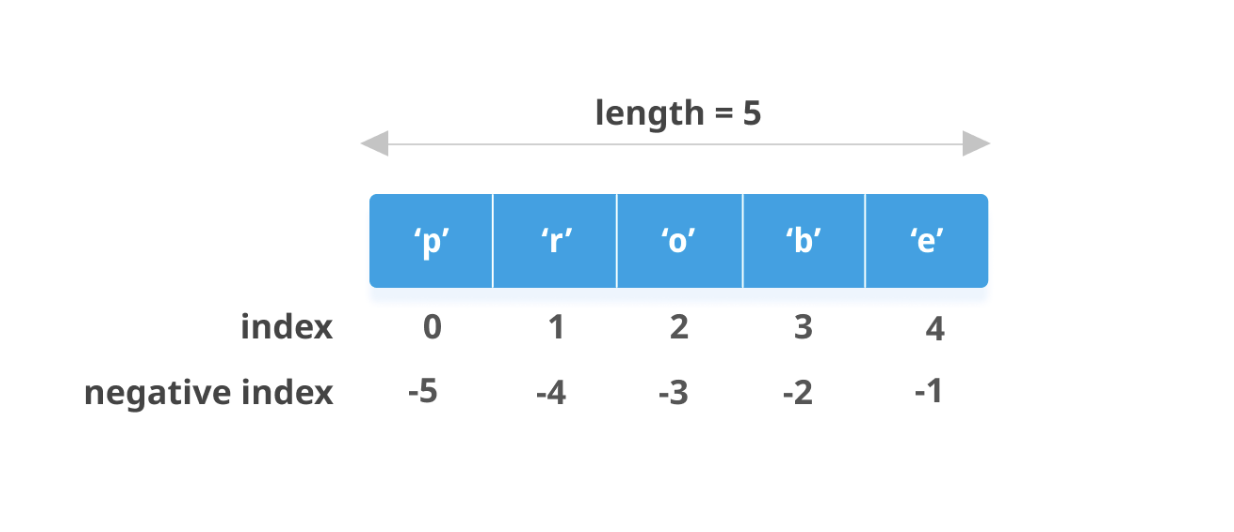 length = 5
‘p’ ‘r’ ‘o’ ‘b’ ‘e’
index 0 1 2 3 4
negative index -5 -4 -3 -2 -1